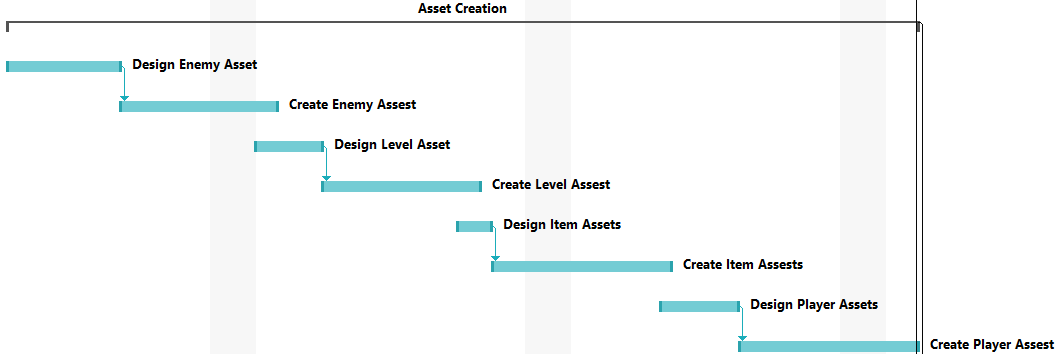 Asset Creation
Design Enemy Asset
Create Enemy Assest
Design Level Asset
Create Level Assest
Design Item Assets
Create Item Assests
Design Player Assets
Create Player Assest